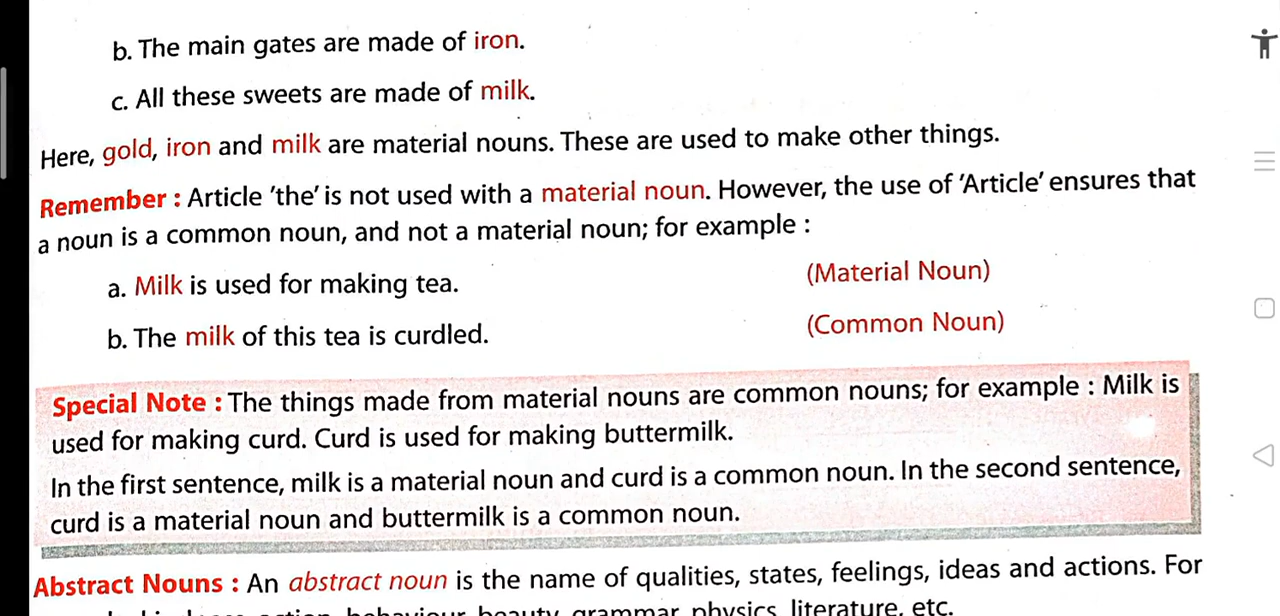 b. The main gates are made of iron.
c. All these sweets are made of milk.
Here, gold, iron and milk are material nouns. These are used to make other things.
Remember : Article 'the' is not used with a material noun. However, the use of 'Article' ensures that
a noun is a common noun, and not a material noun; for example :
a. Milk is used for making tea. (Material Noun)
b. The milk of this tea is curdled. (Common Noun)
Special Note : The things made from material nouns are common nouns; for example : Milk is
used for making curd. Curd is used for making buttermilk.
In the first sentence, milk is a material noun and curd is a common noun. In the second sentence,
curd is a material noun and buttermilk is a common noun.
Abstract Nouns : An abstract noun is the name of qualities, states, feelings, ideas and actions. For
action, behaviour, beauty, grammar, physics, literature, etc.